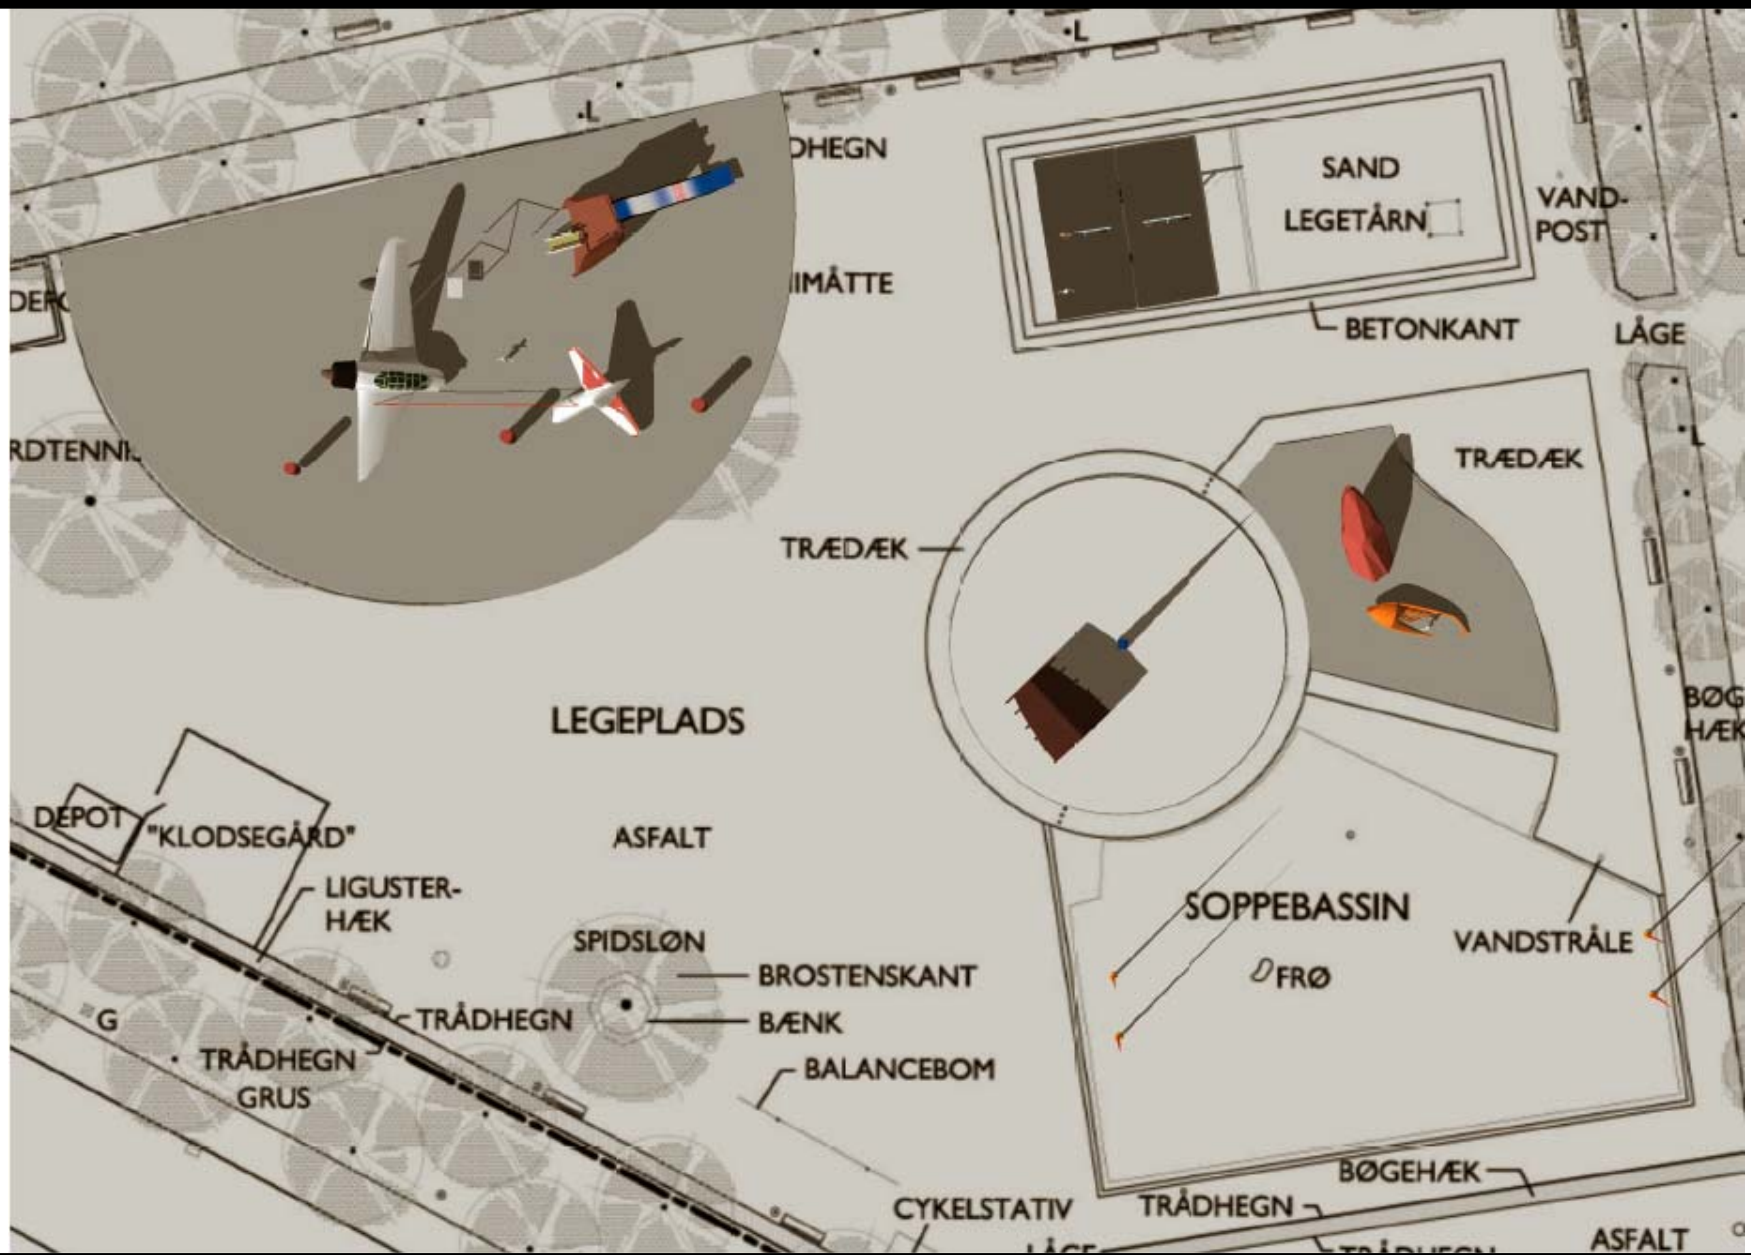 L
L
DHEGN
SAND
LEGETÅRN
VAND-
POST
IMÅTTE
BETONKANT
LÅGE
RDTENNI
L
TRÆDÆK
TRÆDÆK
LEGEPLADS
BØG
HÆK
DEPOT
"KLODSEGÅRD"
ASFALT
LIGUSTER-
HÆK
SPIDSLØN
BROSTENSKANT
SOPPEBASSIN
VANDSTRÅLE
FRØ
G
TRÅDHEGN
BÆNK
TRÅDHEGN
GRUS
BALANCEBOM
BØGEHÆK
CYKELSTATIV
TRÅDHEGN
ASFALT